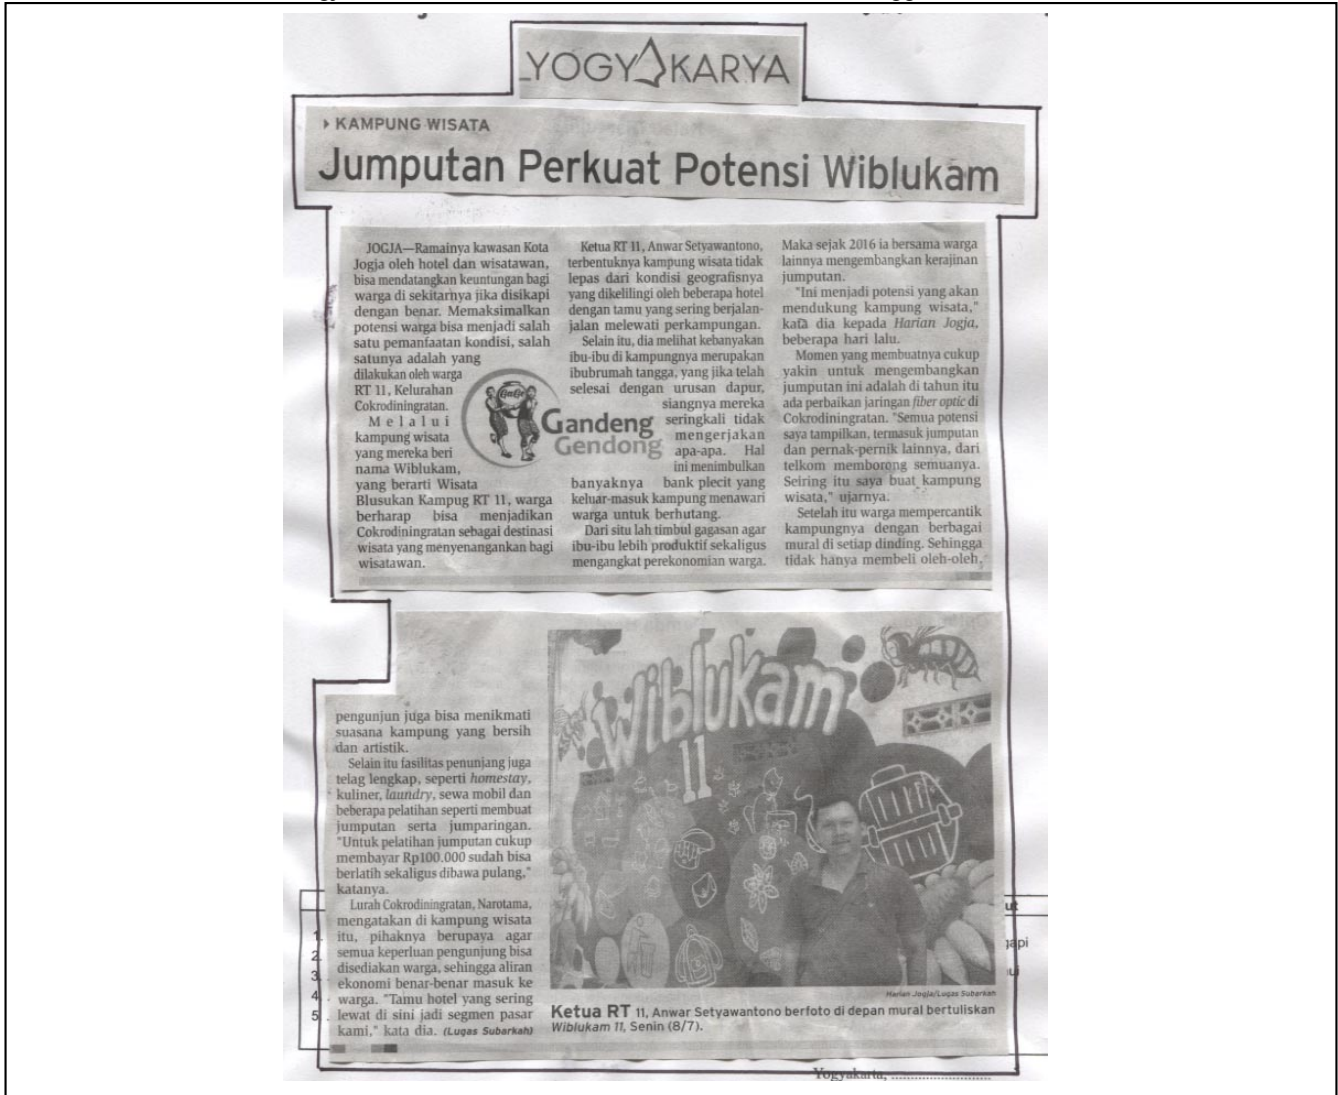 YOGYAKARYA
KAMPUNG WISATA
Jumputan Perkuat Potensi Wiblukam
JOGJA—Ramainya kawasan Kota
Jogja oleh hotel dan wisatawan,
bisa mendatangkan keuntungan bagi
warga di sekitarnya jika disikapi
dengan benar. Memaksimalkan
potensi warga bisa menjadi salah
satu pemanfaatan kondisi, salah
satunya adalah yang
dilakukan oleh warga
RT 11, Kelurahan
Cokrodiningratan.
Melalui
kampung wisata
yang mereka beri
nama Wiblukam,
yang berarti Wisata
Blusukan Kampug RT 11, warga
berharap bisa menjadikan
Cokrodiningratan sebagai destinasi
wisata yang menyenangankan bagi
wisatawan.
GaGe
Gandeng
Gendong
Ketua RT 11, Anwar Setyawantono,
terbentuknya kampung wisata tidak
lepas dari kondisi geografisnya
yang dikelilingi oleh beberapa hotel
dengan tamu yang sering berjalan-
jalan melewati perkampungan.
Selain itu, dia melihat kebanyakan
ibu-ibu di kampungnya merupakan
ibubrumah tangga, yang jika telah
selesai dengan urusan dapur,
siangnya mereka
seringkali tidak
mengerjakan
apa-apa. Hal
ini menimbulkan
banyaknya bank plecit yang
keluar-masuk kampung menawari
warga untuk berhutang.
Dari situ lah timbul gagasan agar
ibu-ibu lebih produktif sekaligus
mengangkat perekonomian warga.
Maka sejak 2016 ia bersama warga
lainnya mengembangkan kerajinan
jumputan.
"Ini menjadi potensi yang akan
mendukung kampung wisata,"
kata dia kepada Harian Jogja,
beberapa hari lalu.
Momen yang membuatnya cukup
yakin untuk mengembangkan
jumputan ini adalah di tahun itu
ada perbaikan jaringan fiber optic di
Cokrodiningratan. "Semua potensi
saya tampilkan, termasuk jumputan
dan pernak-pernik lainnya, dari
telkom memborong semuanya.
Seiring itu saya buat kampung
wisata," ujarnya.
Setelah itu warga mempercantik
kampungnya dengan berbagai
mural di setiap dinding. Sehingga
tidak hanya membeli oleh-oleh,
pengunjun juga bisa menikmati
suasana kampung yang bersih
dan artistik.
Selain itu fasilitas penunjang juga
telag lengkap, seperti homestay,
kuliner, laundry, sewa mobil dan
beberapa pelatihan seperti membuat
jumputan serta jumparingan.
"Untuk pelatihan jumputan cukup
membayar Rp100.000 sudah bisa
berlatih sekaligus dibawa pulang,"
katanya.
Lurah Cokrodiningratan, Narotama,
mengatakan di kampung wisata
itu, pihaknya berupaya agar
semua keperluan pengunjung bisa
disediakan warga, sehingga aliran
ekonomi benar-benar masuk ke
warga. "Tamu hotel yang sering
lewat di sini jadi segmen pasar
kami," kata dia. (Lugas Subarkah)
Wiblukam
11
Harian Jogja/Lugas Subarkah
Ketua RT 11, Anwar Setyawantono berfoto di depan mural bertuliskan
Wiblukam 11, Senin (8/7).
1.
2.
3.
4.
5.
Yogyakarta, ..........................